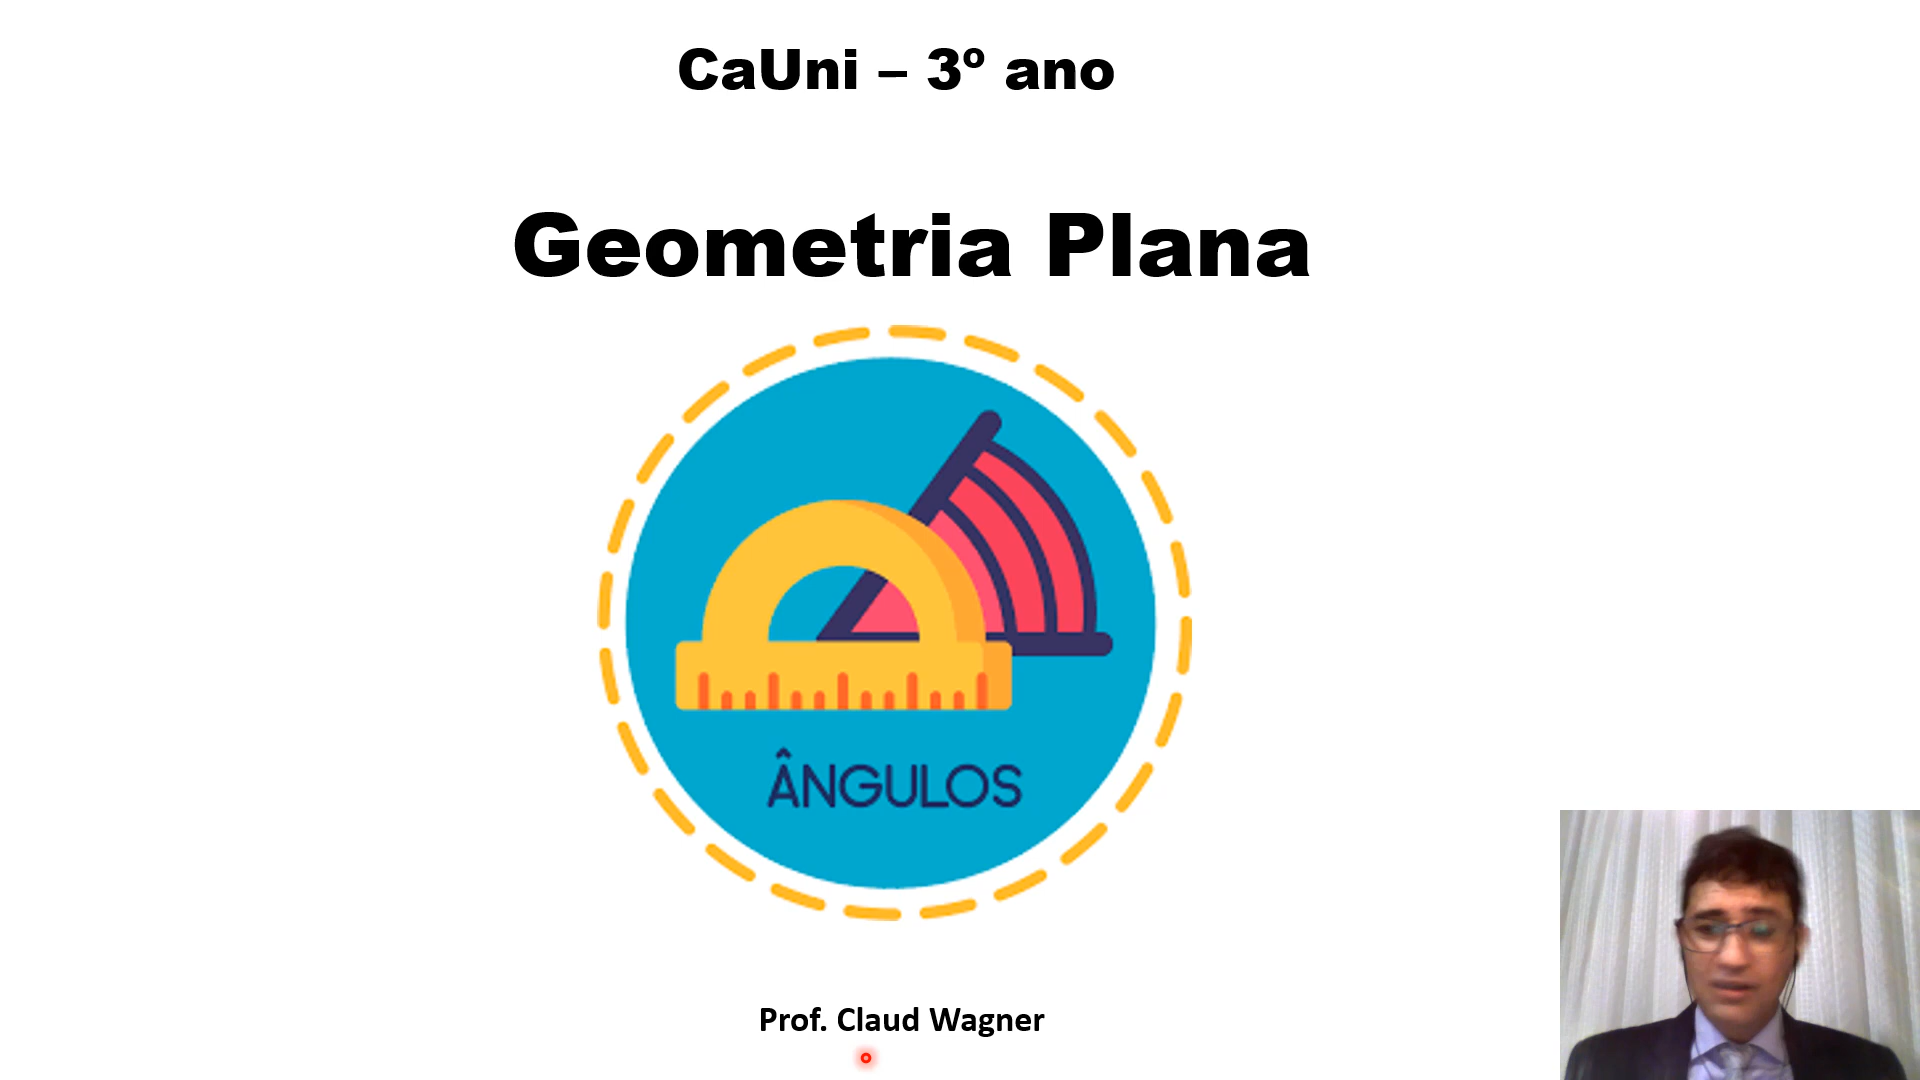 CaUni – 3º ano
Geometria Plana
ÂNGULOS
Prof. Claud Wagner